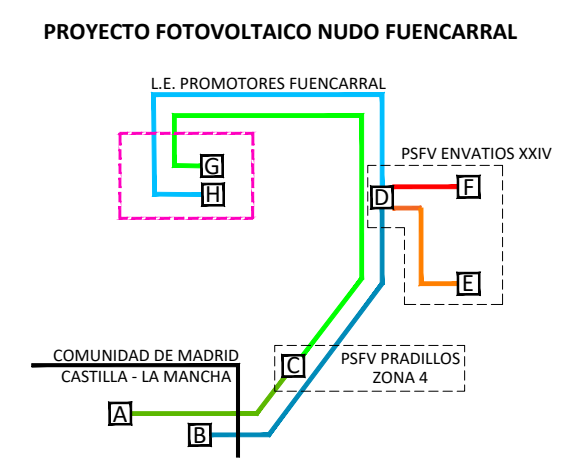 PROYECTO FOTOVOLTAICO NUDO FUENCARRAL
L.E. PROMOTORES FUENCARRAL
PSFV ENVATIOS XXIV
G
H
F
D
E
COMUNIDAD DE MADRID
CASTILLA - LA MANCHA
C
PSFV PRADILLOS
ZONA 4
A
B